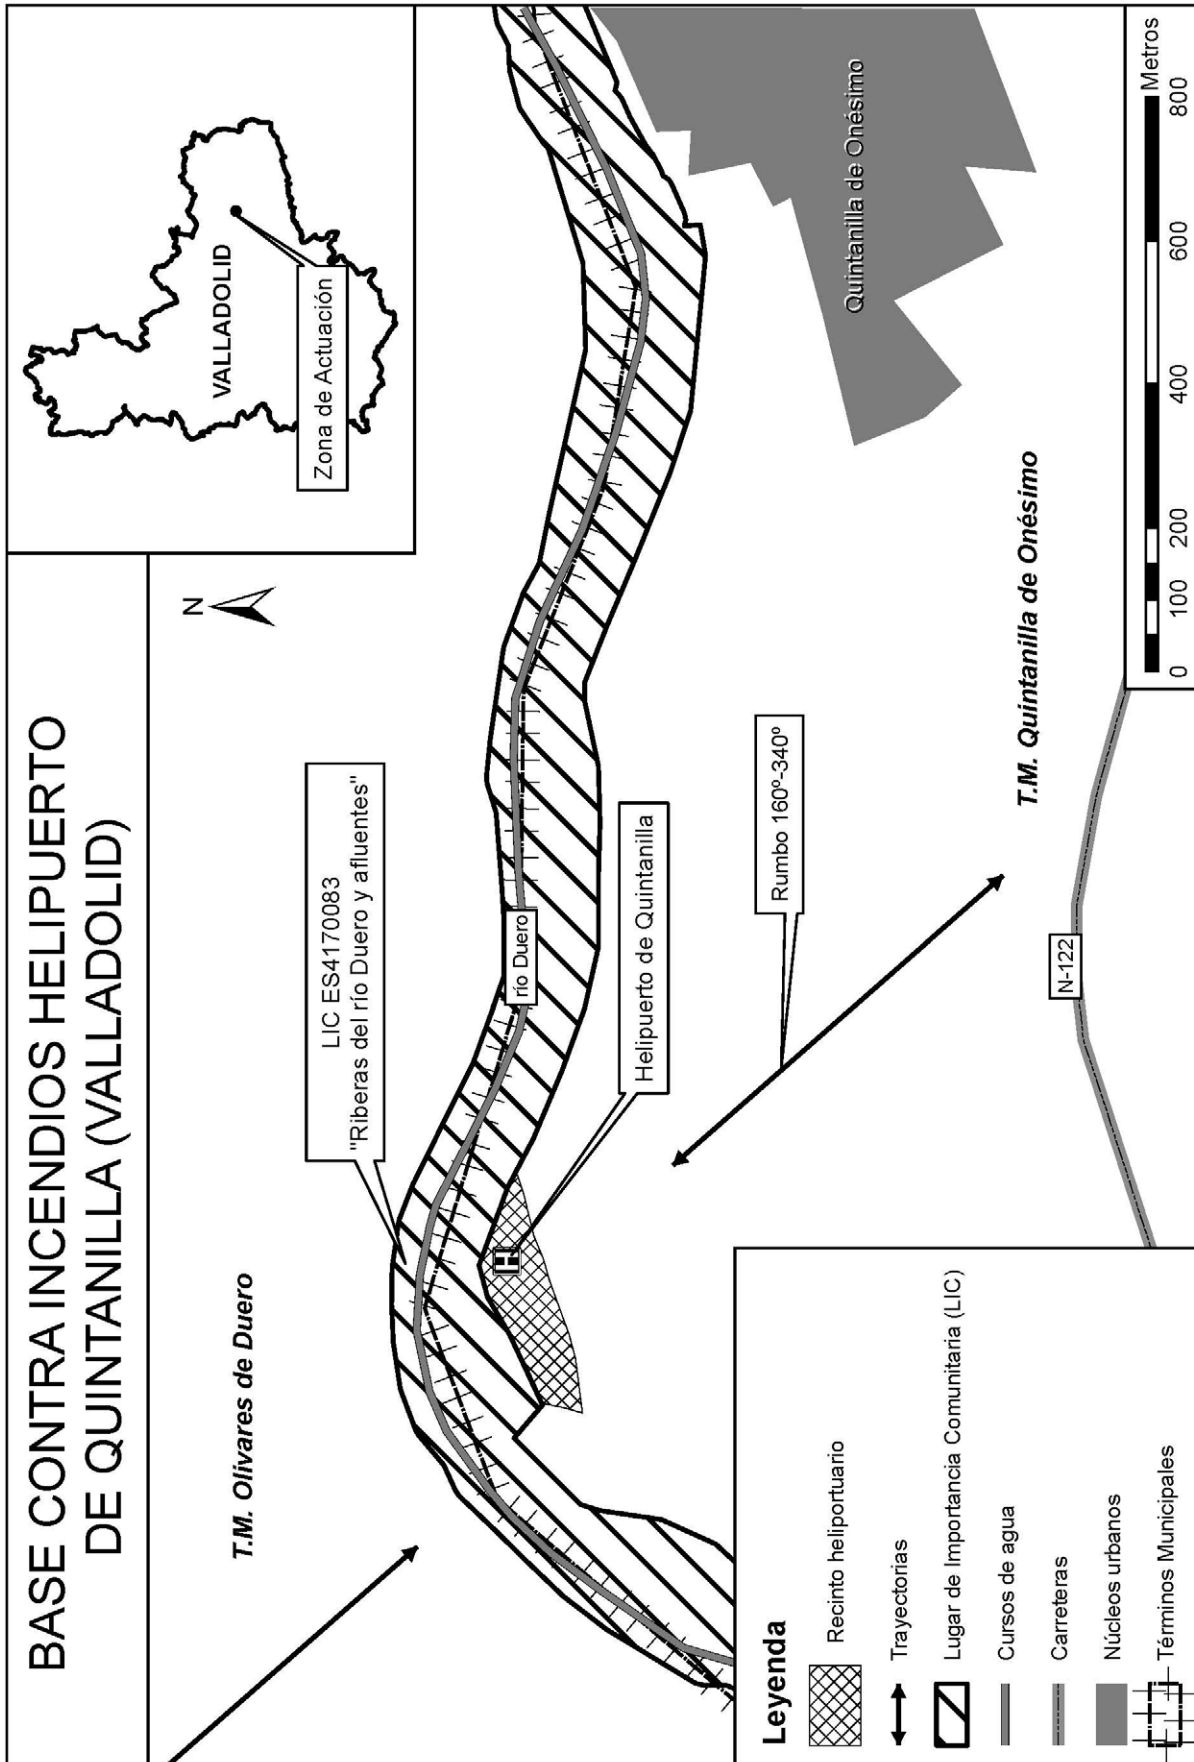 BASE CONTRA INCENDIOS HELIPUERTO
DE QUINTANILLA (VALLADOLID)
N
VALLADOLID
Zona de Actuación
T.M. Olivares de Duero
LIC ES4170083
"Riberas del río Duero y afluentes"
río Duero
Helipuerto de Quintanilla
H
Rumbo 160º-340º
Quintanilla de Onésimo
T.M. Quintanilla de Onésimo
N-122
Leyenda
Recinto heliportuario
Trayectorias
Lugar de Importancia Comunitaria (LIC)
Cursos de agua
Carreteras
Núcleos urbanos
Términos Municipales
Metros
0 100 200 400 600 800